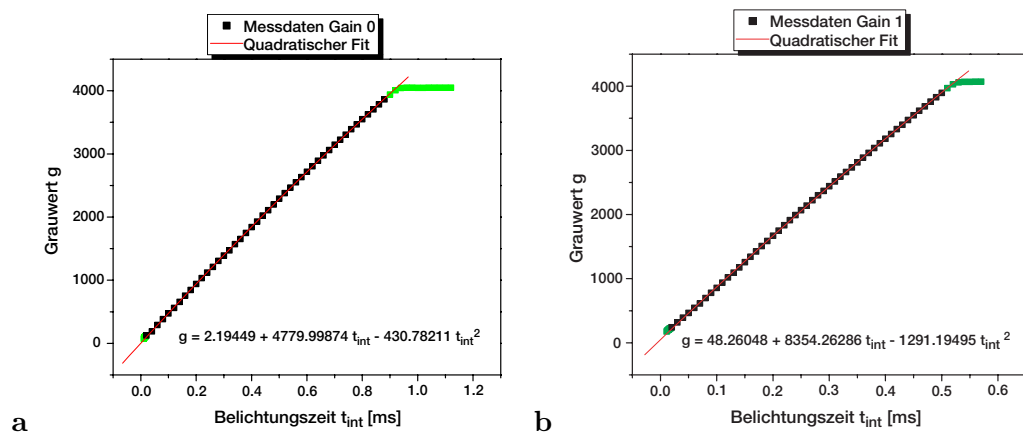 Messdaten Gain 0
Quadratischer Fit
4000
3000
2000
1000
0
Grauwert g
g = 2.19449 + 4779.99874 t_int - 430.78211 t_int^2
0.0 0.2 0.4 0.6 0.8 1.0 1.2
Belichtungszeit t_int [ms]
a
Messdaten Gain 1
Quadratischer Fit
4000
3000
2000
1000
0
Grauwert g
g = 48.26048 + 8354.26286 t_int - 1291.19495 t_int^2
0.0 0.1 0.2 0.3 0.4 0.5 0.6
Belichtungszeit t_int [ms]
b